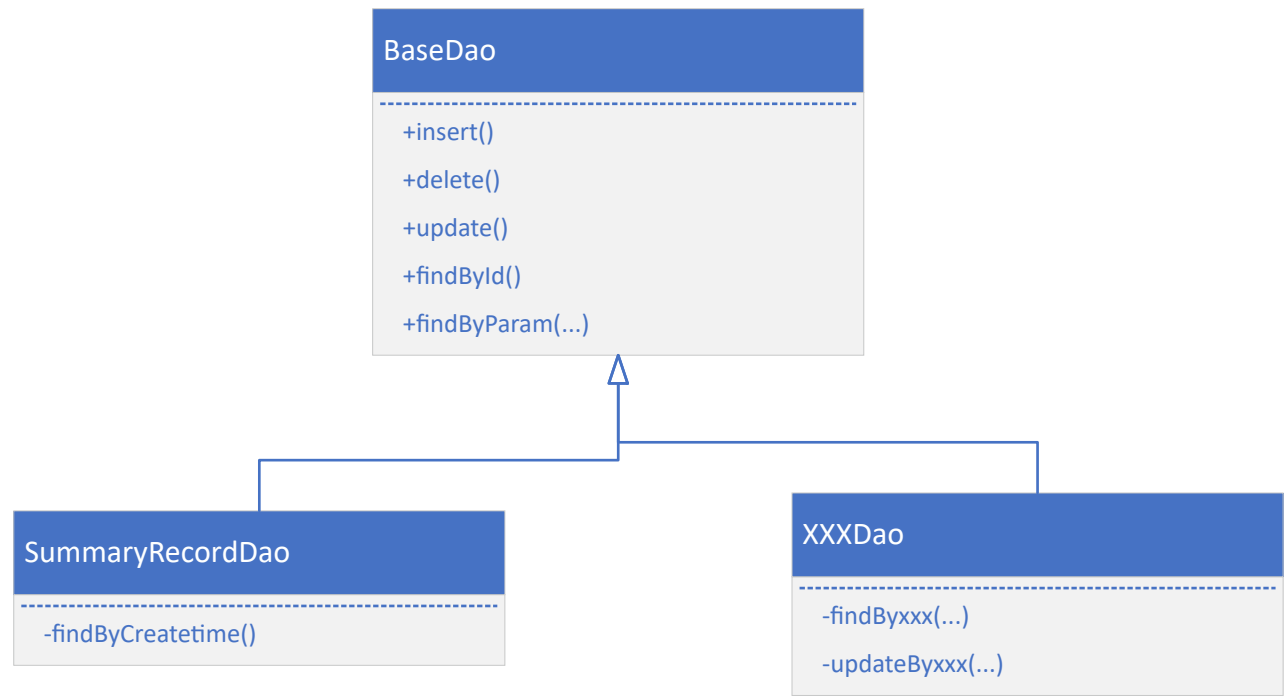 BaseDao
+insert()
+delete()
+update()
+findById()
+findByParam(...)
SummaryRecordDao
-findByCreatetime()
XXXDao
-findByxxx(...)
-updateByxxx(...)